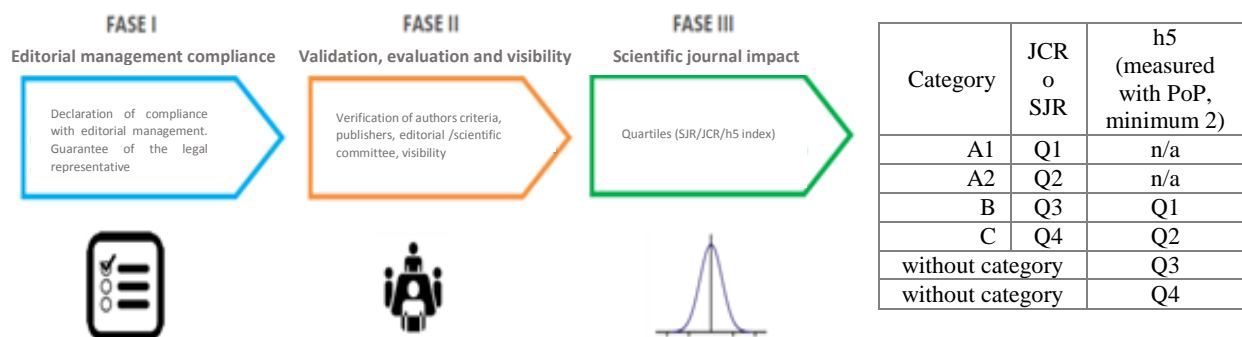 FASE I
Editorial management compliance
Declaration of compliance
with editorial management.
Guarantee of the legal
representative
FASE II
Validation, evaluation and visibility
Verification of authors criteria,
publishers, editorial /scientific
committee, visibility
FASE III
Scientific journal impact
Quartiles (SJR/JCR/h5 index)
Category JCR o SJR h5 (measured with PoP, minimum 2)
A1 Q1 n/a
A2 Q2 n/a
B Q3 Q1
C Q4 Q2
without category Q3
without category Q4